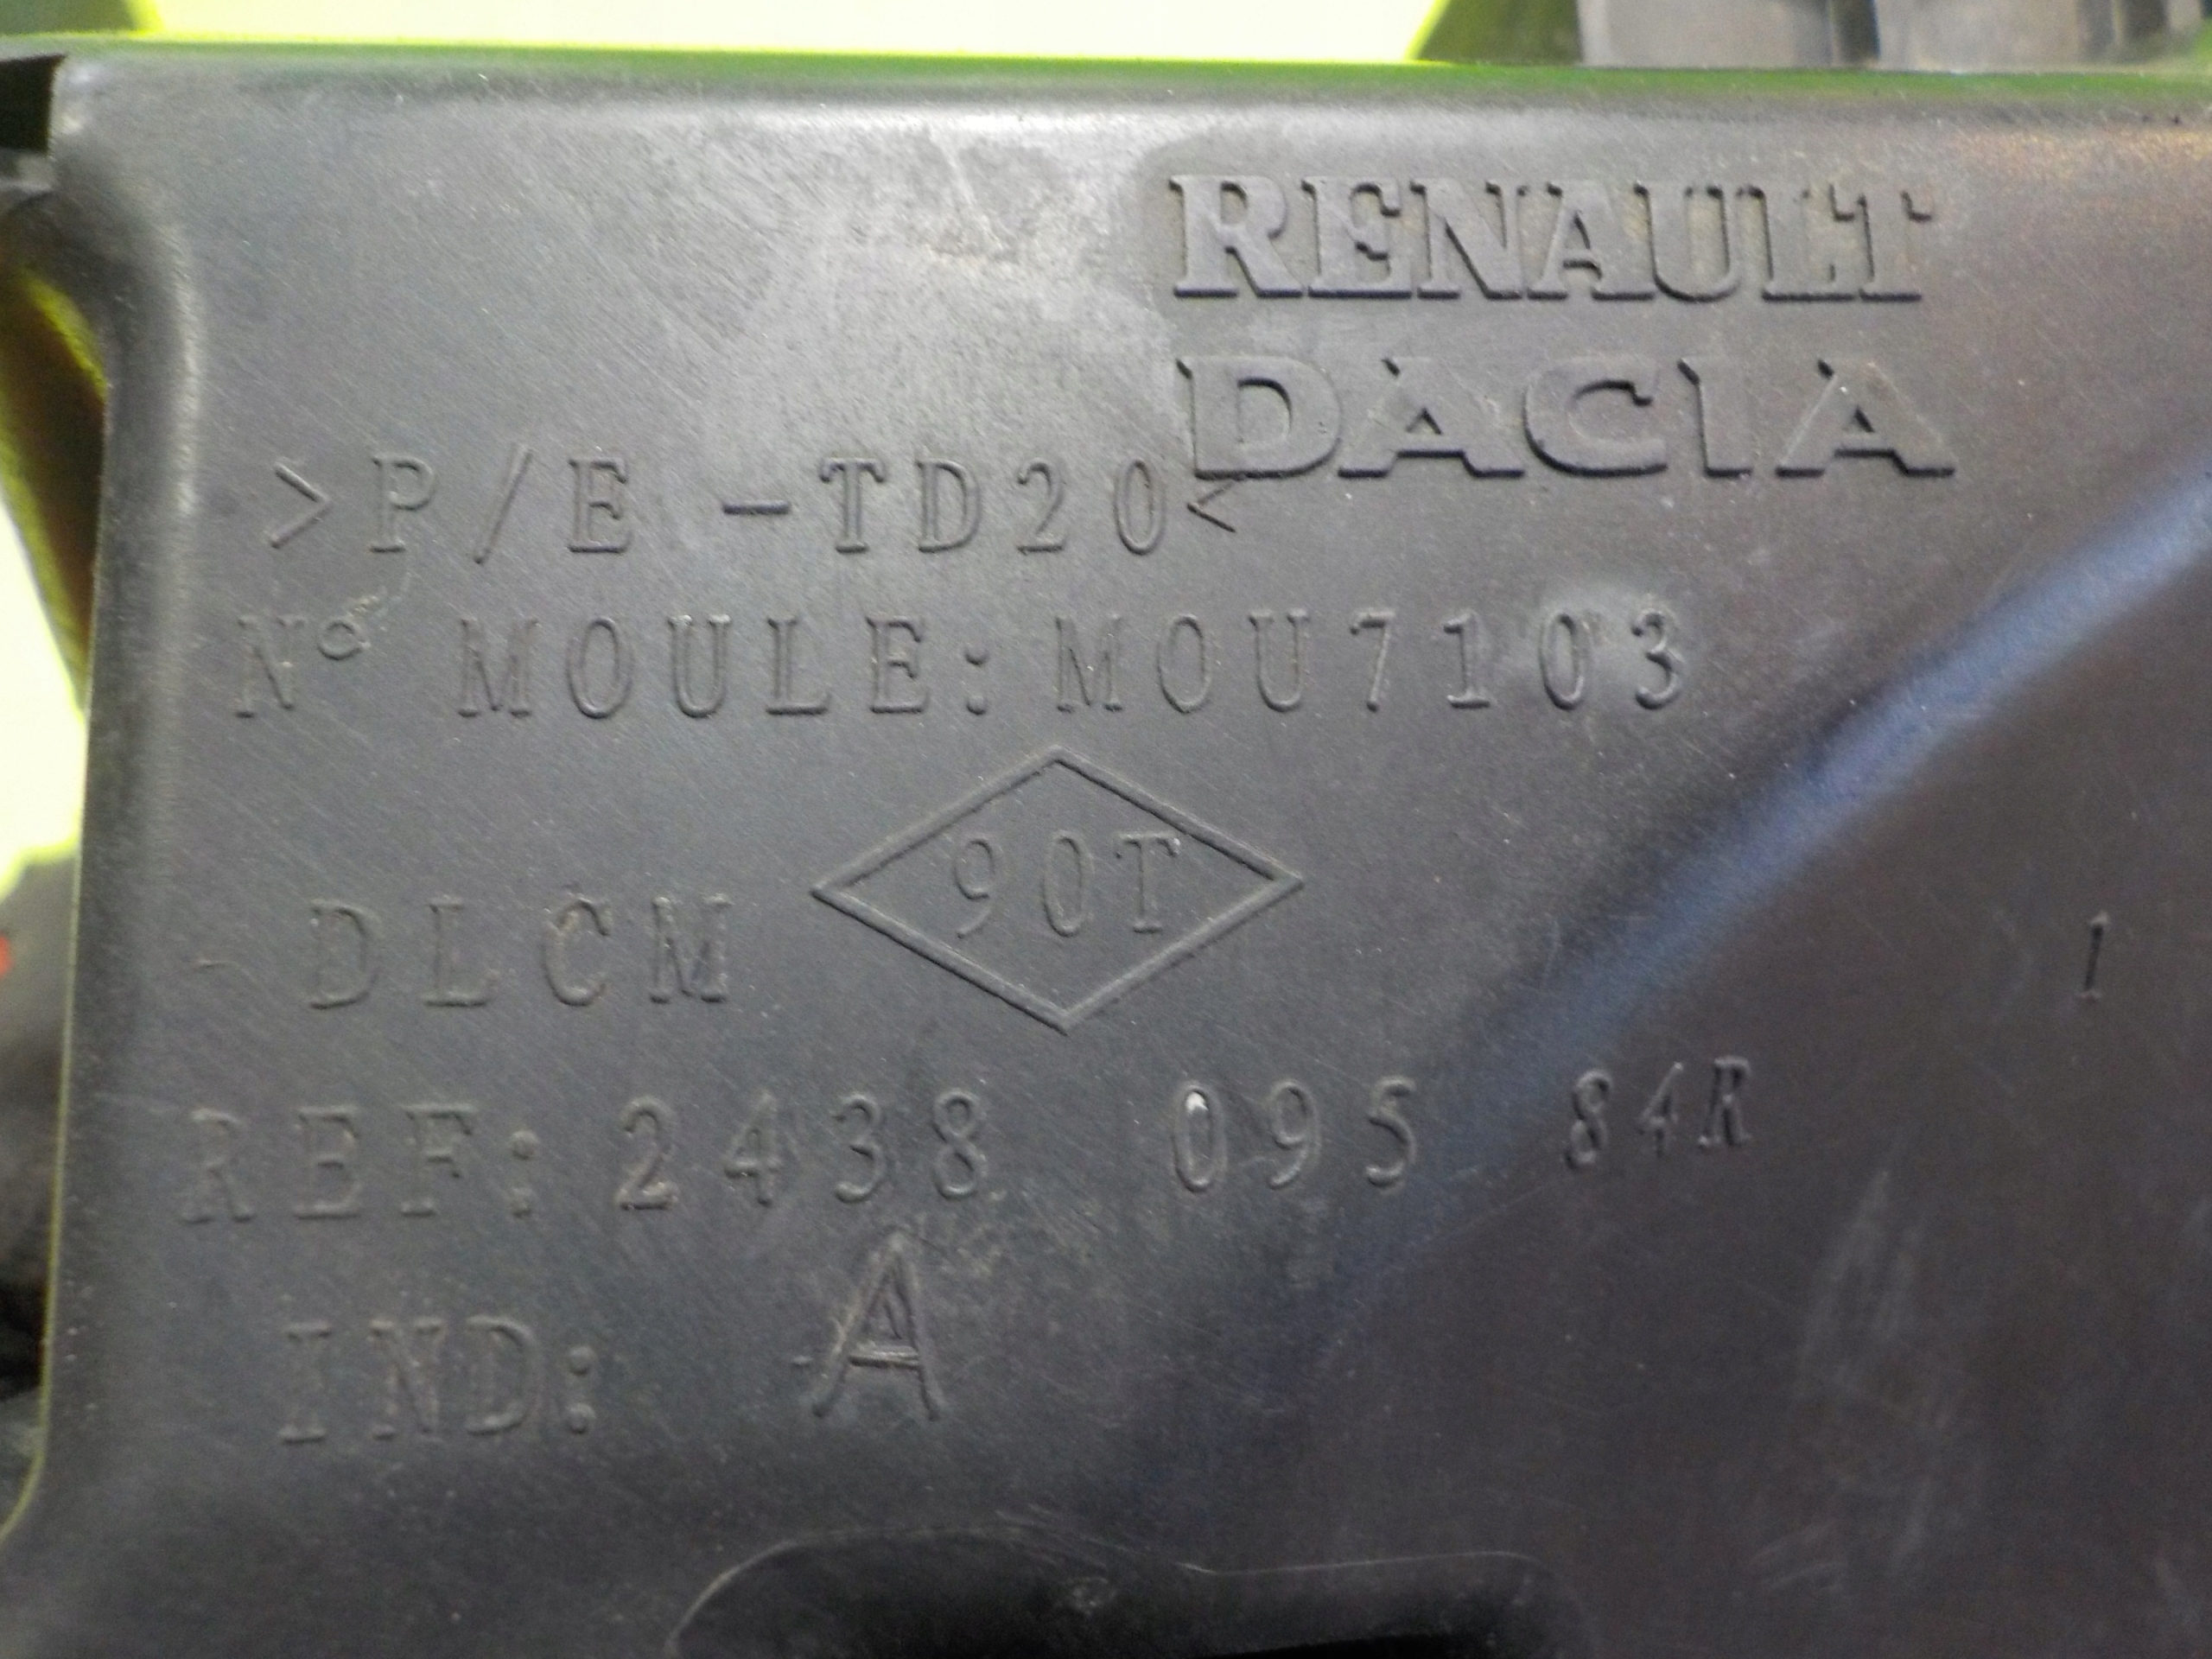 RENAULT
DACIA
>P/E -TD20<
N° MOULE: MOU7103
90T
DLCM
1
REF: 2438 095 84R
IND: A